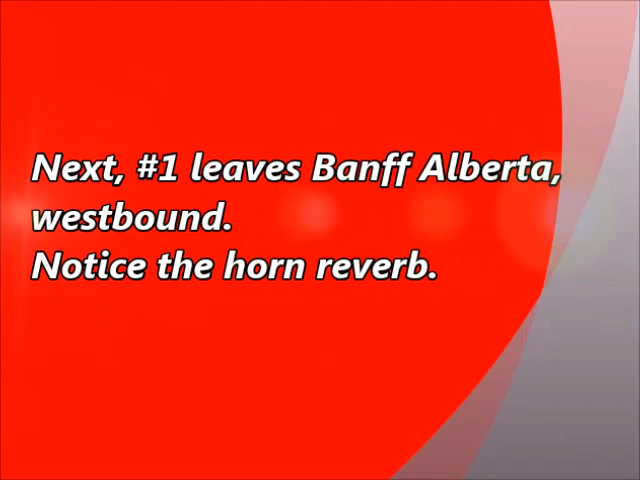 Next, #1 leaves Banff Alberta,
westbound.
Notice the horn reverb.